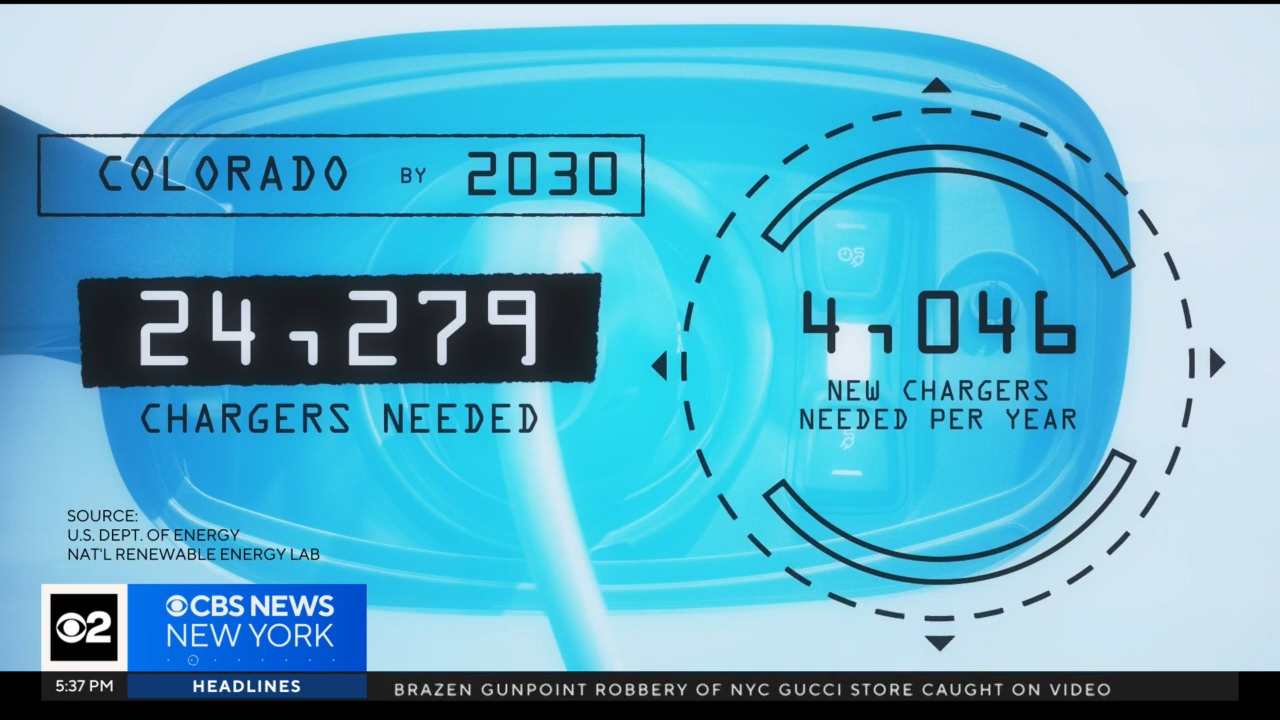 COLORADO BY 2030
24,279
CHARGERS NEEDED
4,046
NEW CHARGERS
NEEDED PER YEAR
SOURCE:
U.S. DEPT. OF ENERGY
NAT'L RENEWABLE ENERGY LAB
2
CBS NEWS
NEW YORK
5:37 PM
HEADLINES
BRAZEN GUNPOINT ROBBERY OF NYC GUCCI STORE CAUGHT ON VIDEO